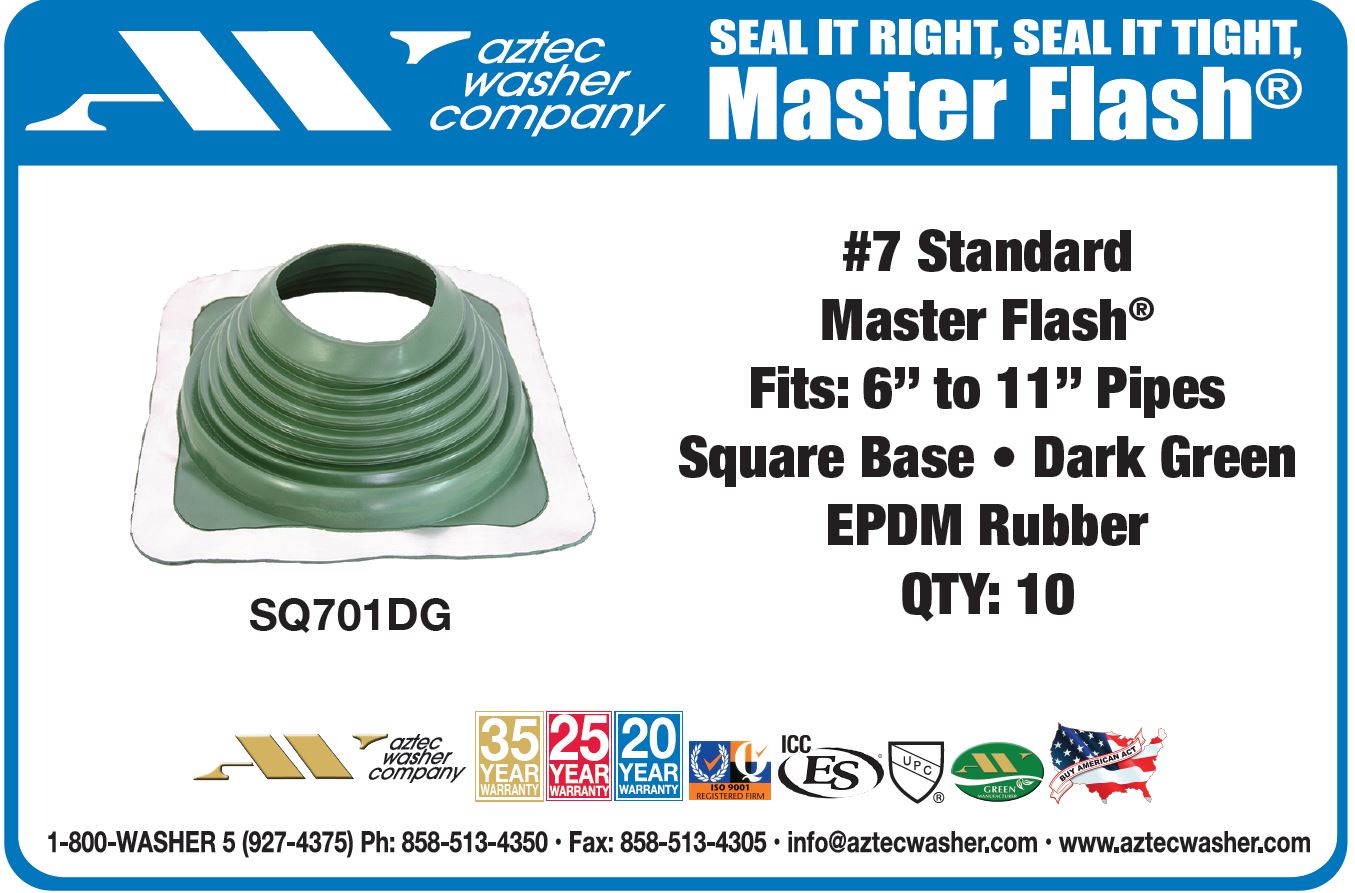 aztec
washer
company
SEAL IT RIGHT, SEAL IT TIGHT,
Master Flash®
#7 Standard
Master Flash®
Fits: 6” to 11” Pipes
Square Base • Dark Green
EPDM Rubber
QTY: 10
SQ701DG
aztec
washer
company
35
YEAR
WARRANTY
25
YEAR
WARRANTY
20
YEAR
WARRANTY
Q
ISO 9001
REGISTERED FIRM
ICC
ES®
UPC
®
GREEN
MANUFACTURER
BUY AMERICAN ACT
1-800-WASHER 5 (927-4375) Ph: 858-513-4350 • Fax: 858-513-4305 • info@aztecwasher.com • www.aztecwasher.com